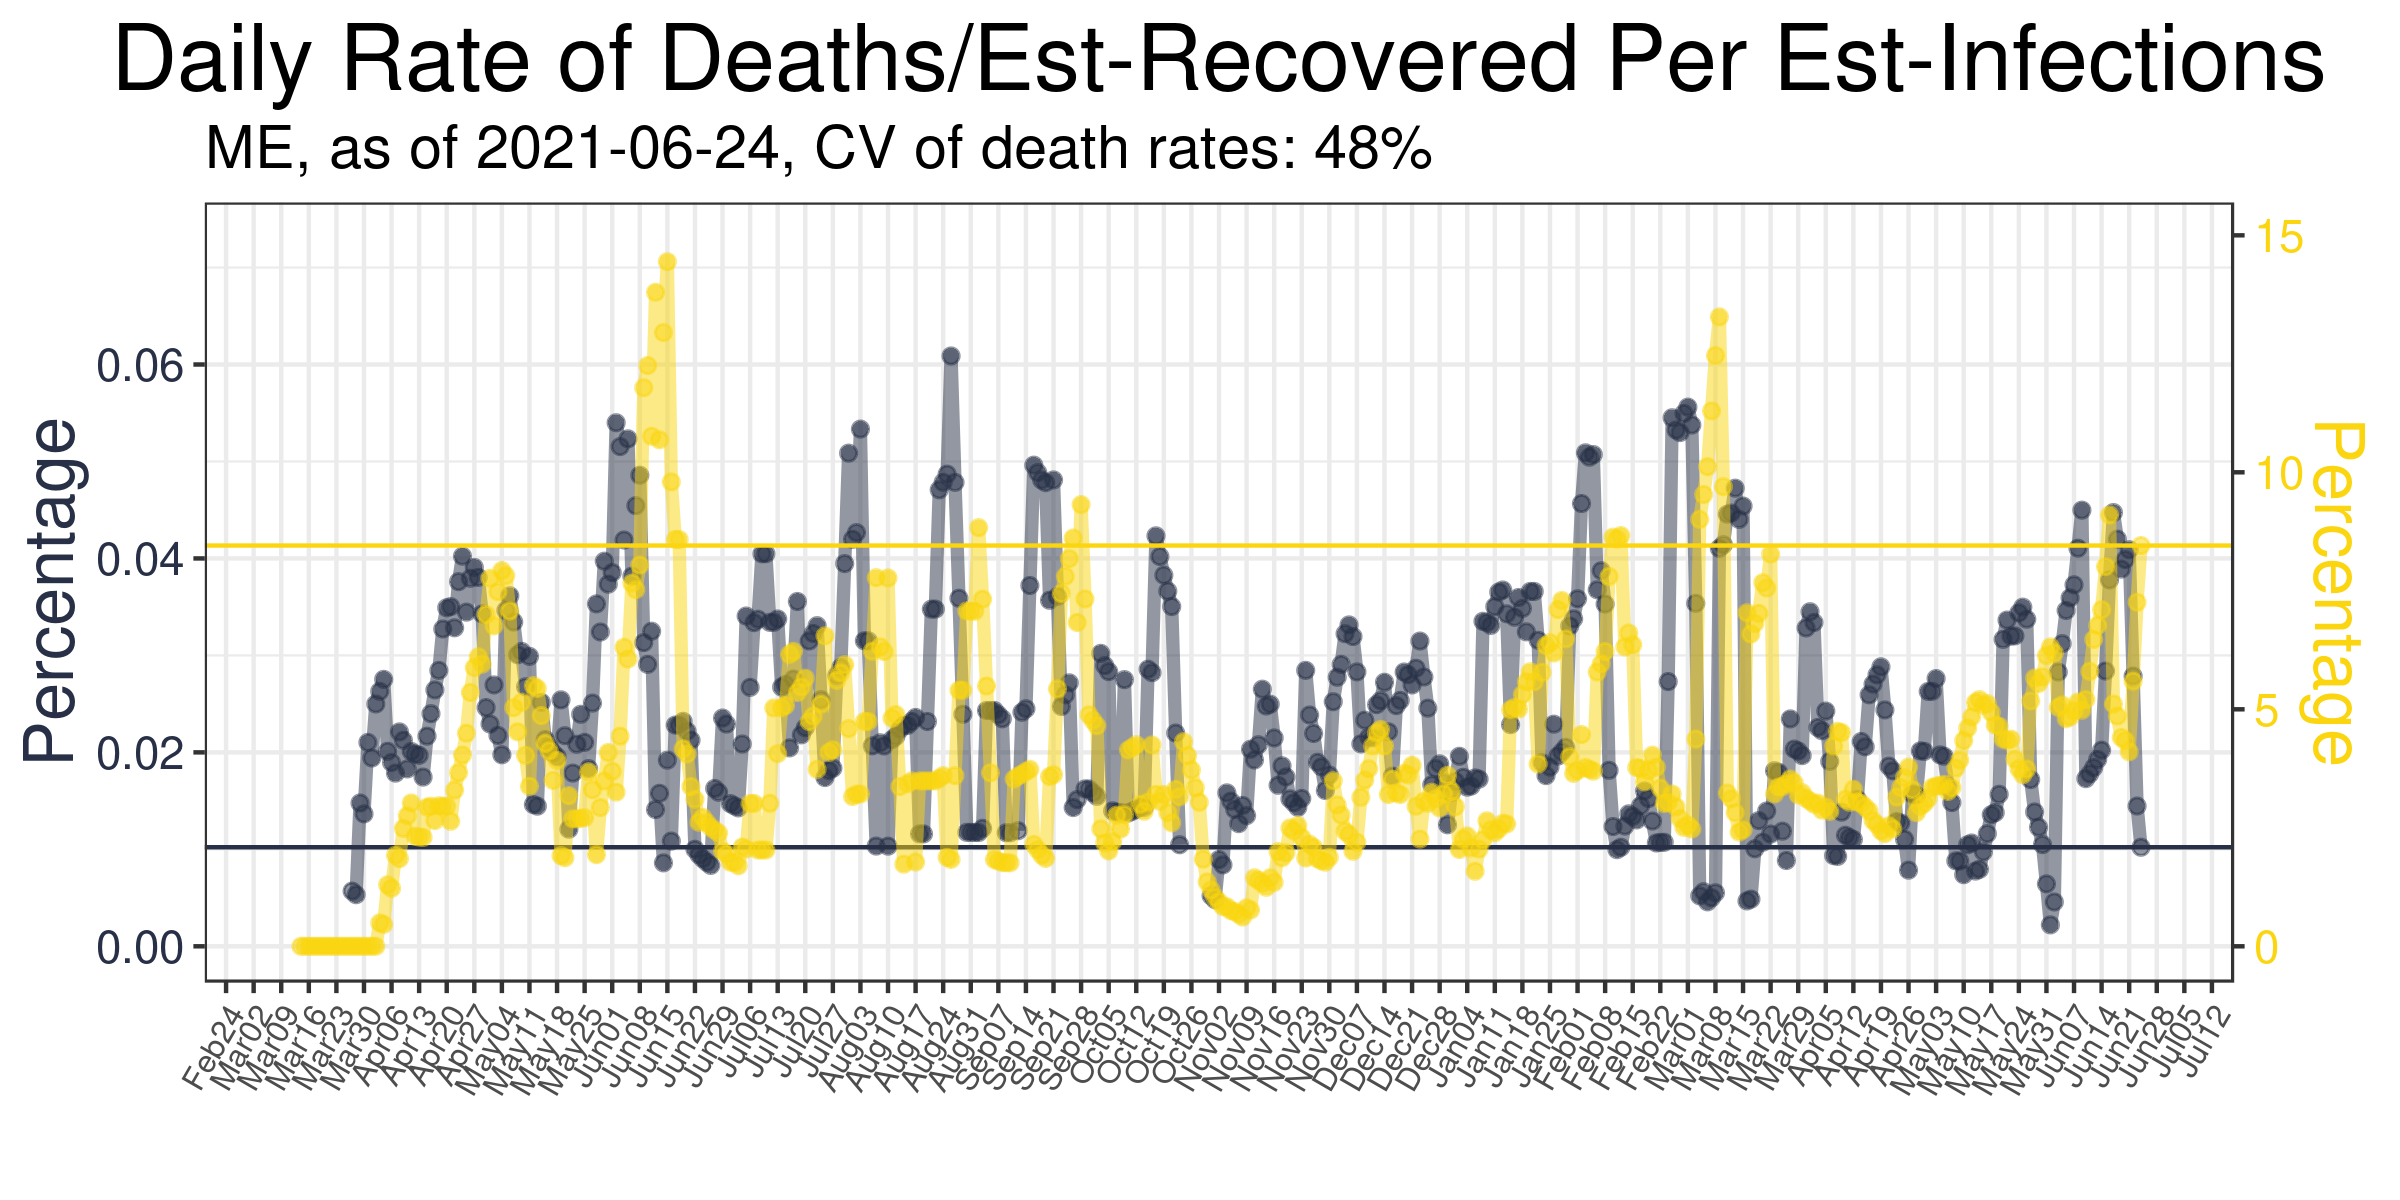 Daily Rate of Deaths/Est-Recovered Per Est-Infections
ME, as of 2021-06-24, CV of death rates: 48%
Percentage
0.06
0.04
0.02
0.00
15
10
5
0
Percentage
Feb24
Mar02
Mar09
Mar16
Mar23
Mar30
Apr06
Apr13
Apr20
Apr27
May04
May11
May18
May25
Jun01
Jun08
Jun15
Jun22
Jun29
Jul06
Jul13
Jul20
Jul27
Aug03
Aug10
Aug17
Aug24
Aug31
Sep07
Sep14
Sep21
Sep28
Oct05
Oct12
Oct19
Oct26
Nov02
Nov09
Nov16
Nov23
Nov30
Dec07
Dec14
Dec21
Dec28
Jan04
Jan11
Jan18
Jan25
Feb01
Feb08
Feb15
Feb22
Mar01
Mar08
Mar15
Mar22
Mar29
Apr05
Apr12
Apr19
Apr26
May03
May10
May17
May24
May31
Jun07
Jun14
Jun21
Jun28
Jul05
Jul12